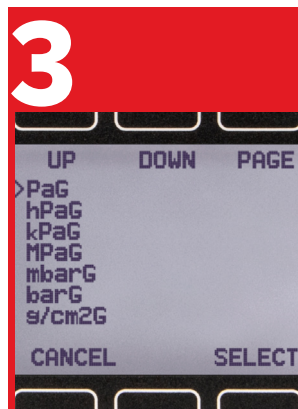 3
UP DOWN PAGE
>PaG
hPaG
kPaG
MPaG
mbarG
barG
g/cm2G
CANCEL SELECT